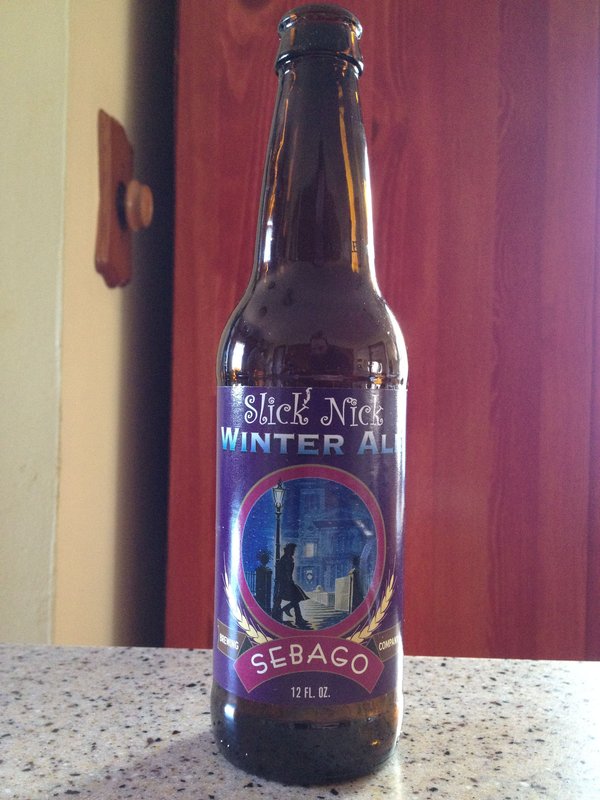 Slick Nick
WINTER ALE
BREWING
COMPANY
SEBAGO
12 FL. OZ.